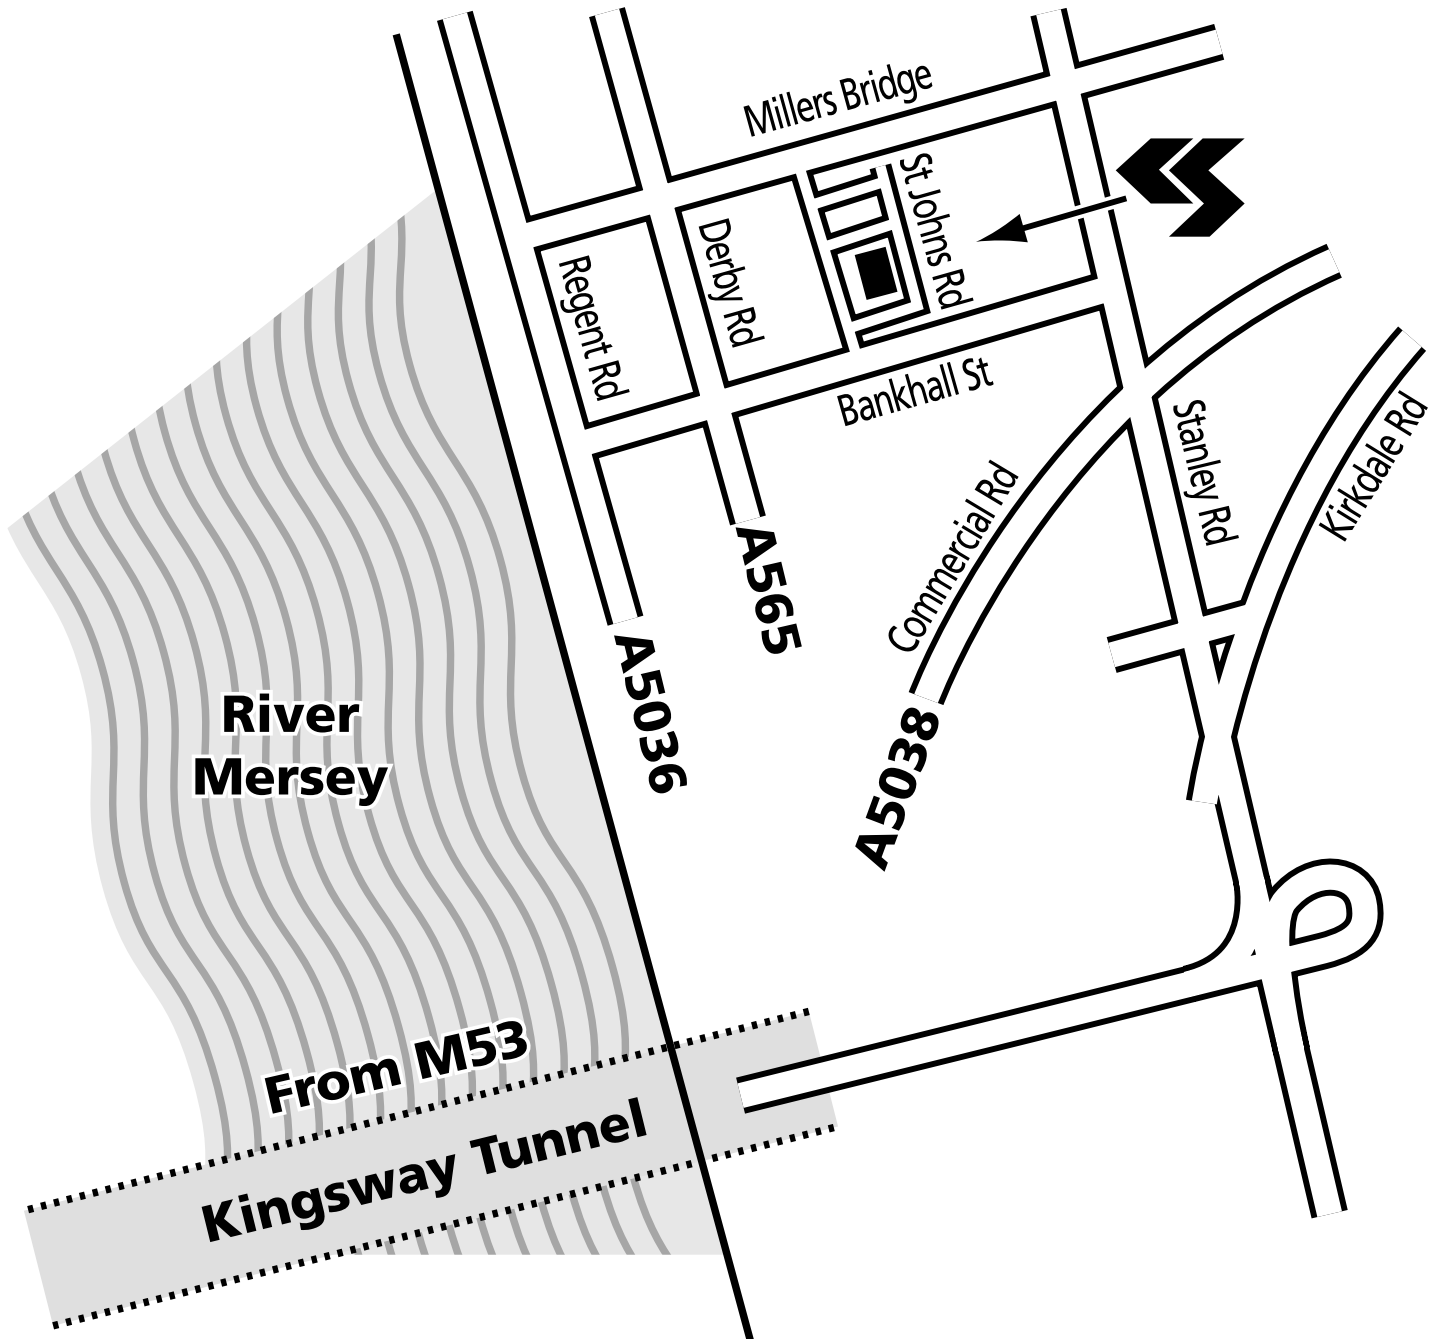 Millers Bridge
St Johns Rd
Derby Rd
Regent Rd
Bankhall St
Stanley Rd
Kirkdale Rd
Commercial Rd
A565
A5036
A5038
River
Mersey
From M53
Kingsway Tunnel